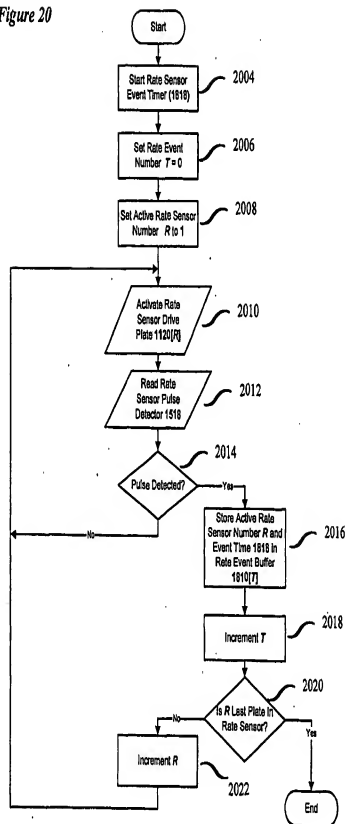 Figure 20
Start
Start Rate Sensor
Event Timer (1818)
2004
Set Rate Event
Number T = 0
2006
Set Active Rate Sensor
Number R to 1
2008
Activate Rate
Sensor Drive
Plate 1120[R]
2010
Read Rate
Sensor Pulse
Detector 1518
2012
2014
Pulse Detected?
Yes
No
Store Active Rate
Sensor Number R and
Event Time 1818 in
Rate Event Buffer
1810[T]
2016
Increment T
2018
2020
Is R Last Plate in
Rate Sensor?
No
Yes
Increment R
2022
End